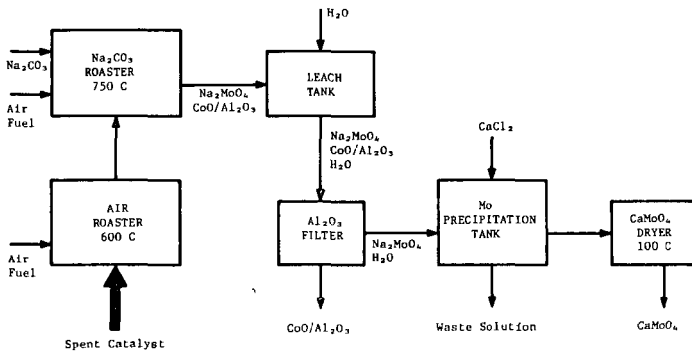 H₂O
Na₂CO₃
ROASTER
750 C
Na₂CO₃
Air
Fuel
Na₂MoO₄
CoO/Al₂O₃
LEACH
TANK
Na₂MoO₄
CoO/Al₂O₃
H₂O
CaCl₂
AIR
ROASTER
600 C
Air
Fuel
Al₂O₃
FILTER
Na₂MoO₄
H₂O
Mo
PRECIPITATION
TANK
CaMoO₄
DRYER
100 C
Spent Catalyst
CoO/Al₂O₃
Waste Solution
CaMoO₄